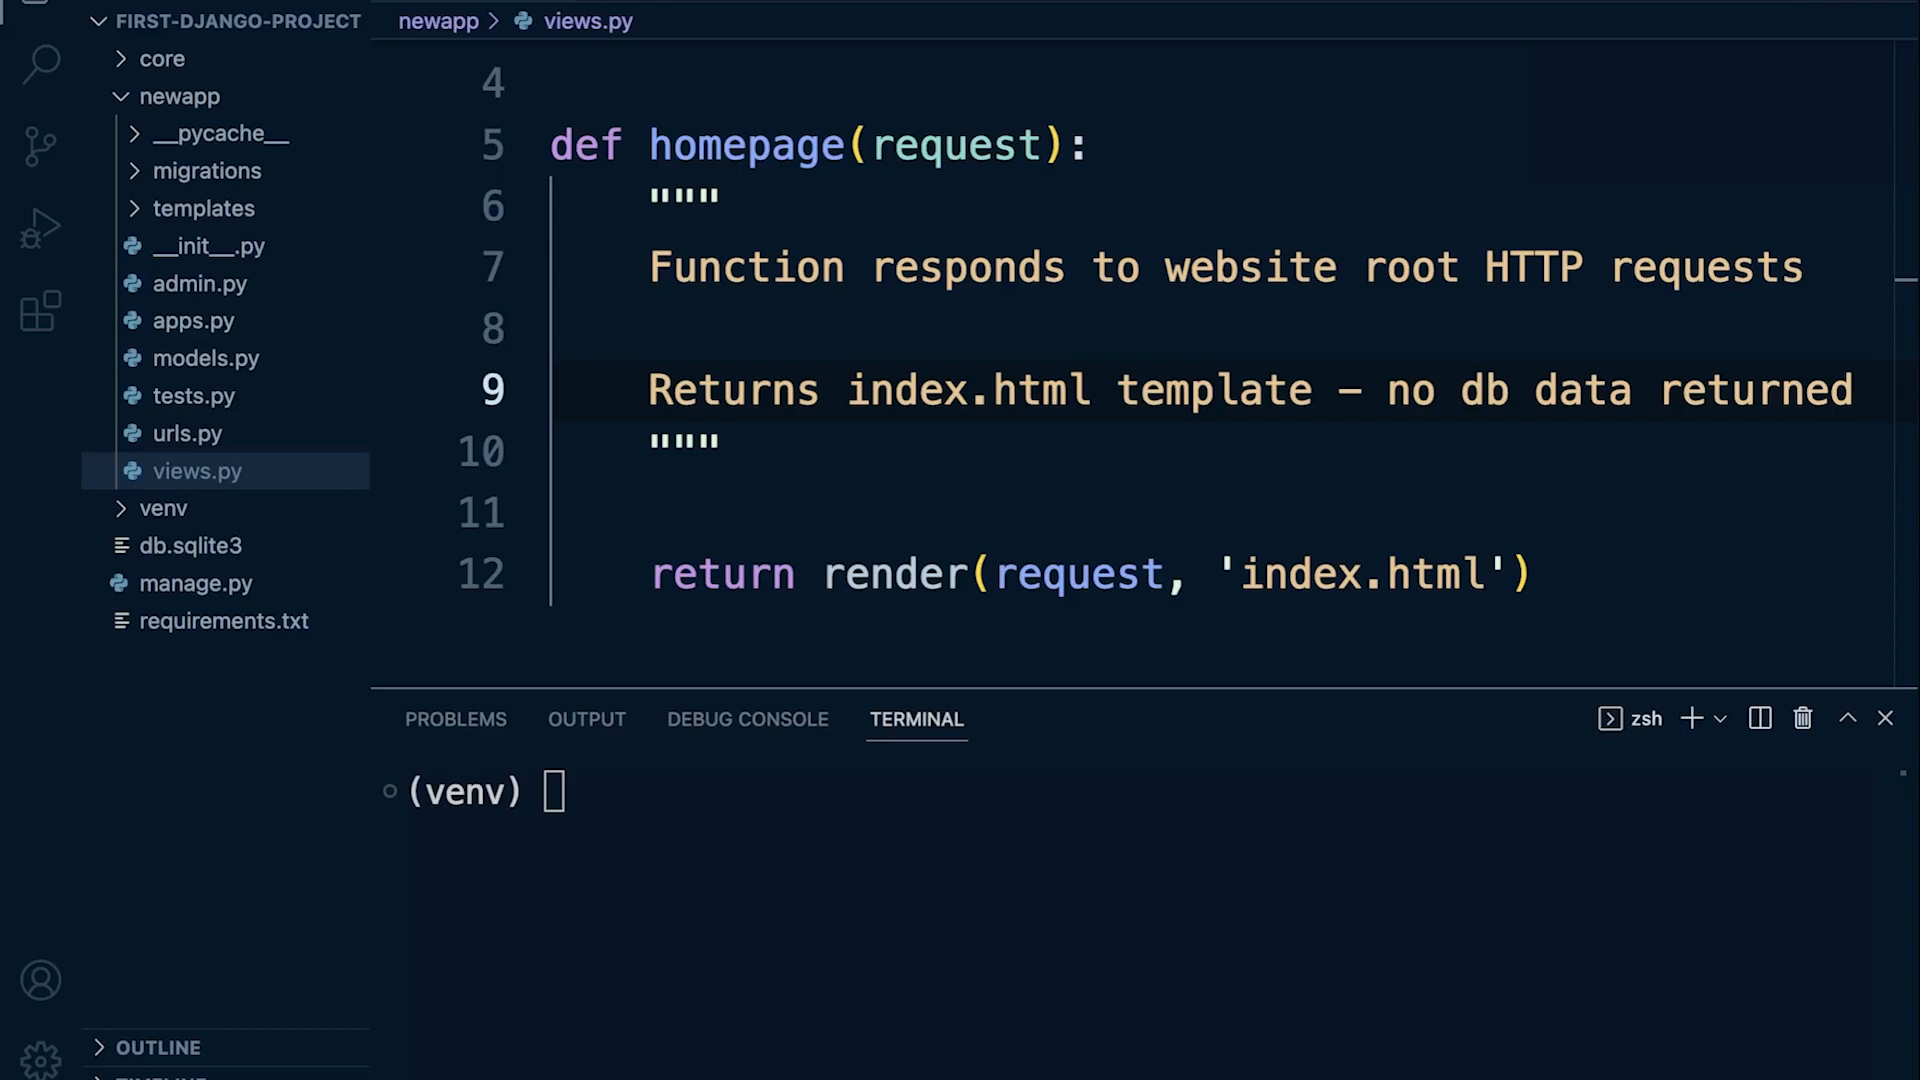 FIRST-DJANGO-PROJECT
core
newapp
__pycache__
migrations
templates
__init__.py
admin.py
apps.py
models.py
tests.py
urls.py
views.py
venv
db.sqlite3
manage.py
requirements.txt
OUTLINE
TIMELINE
newapp > views.py
4
5 def homepage(request):
6 """
7 Function responds to website root HTTP requests
8
9 Returns index.html template - no db data returned
10 """
11
12 return render(request, 'index.html')
PROBLEMS OUTPUT DEBUG CONSOLE TERMINAL zsh
(venv)